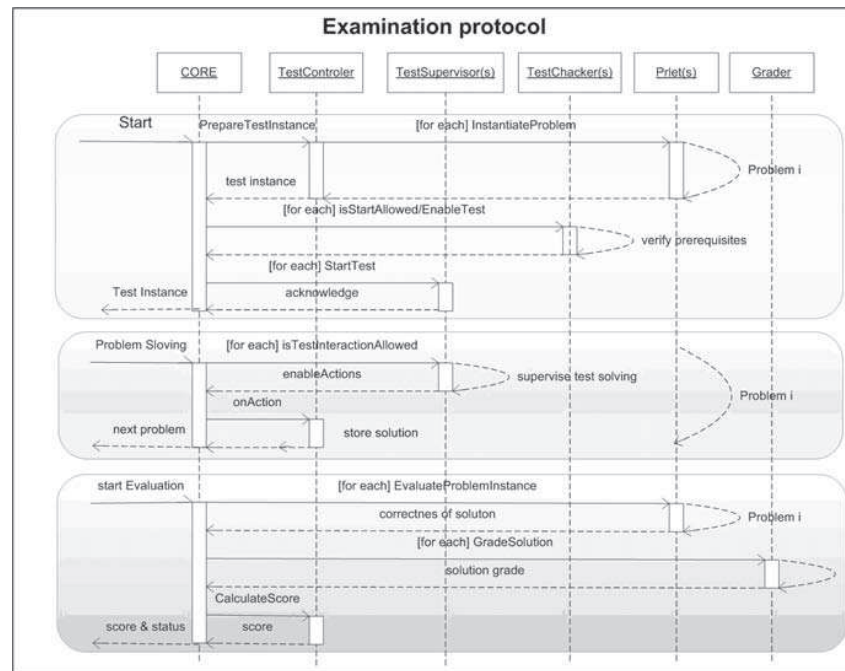 Examination protocol
CORE TestControler TestSupervisor(s) TestChacker(s) Prlet(s) Grader
Start PrepareTestInstance [for each] InstantiateProblem
Problem i
test instance
[for each] isStartAllowed/EnableTest
verify prerequisites
[for each] StartTest
Test Instance acknowledge
Problem Sloving [for each] isTestInteractionAllowed
enableActions supervise test solving
onAction Problem i
next problem store solution
start Evaluation [for each] EvaluateProblemInstance
correctnes of soluton Problem i
[for each] GradeSolution
solution grade
CalculateScore
score & status score